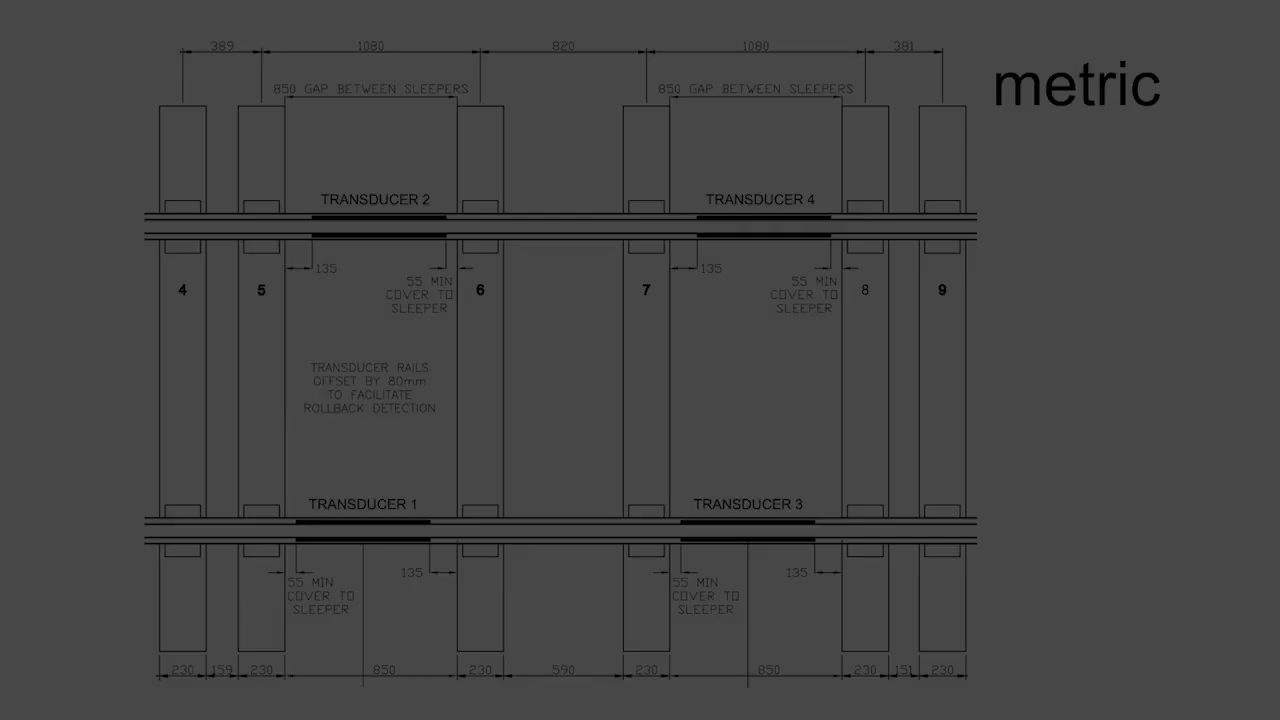 389 1080 820 1080 381
metric
850 GAP BETWEEN SLEEPERS 850 GAP BETWEEN SLEEPERS
TRANSDUCER 2 TRANSDUCER 4
135 135
55 MIN
COVER TO
SLEEPER
55 MIN
COVER TO
SLEEPER
4 5 6 7 8 9
TRANSDUCER RAILS
OFFSET BY 80mm
TO FACILITATE
ROLLBACK DETECTION
TRANSDUCER 1 TRANSDUCER 3
135 135
55 MIN
COVER TO
SLEEPER
55 MIN
COVER TO
SLEEPER
230 159 230 850 230 590 230 850 230 151 230